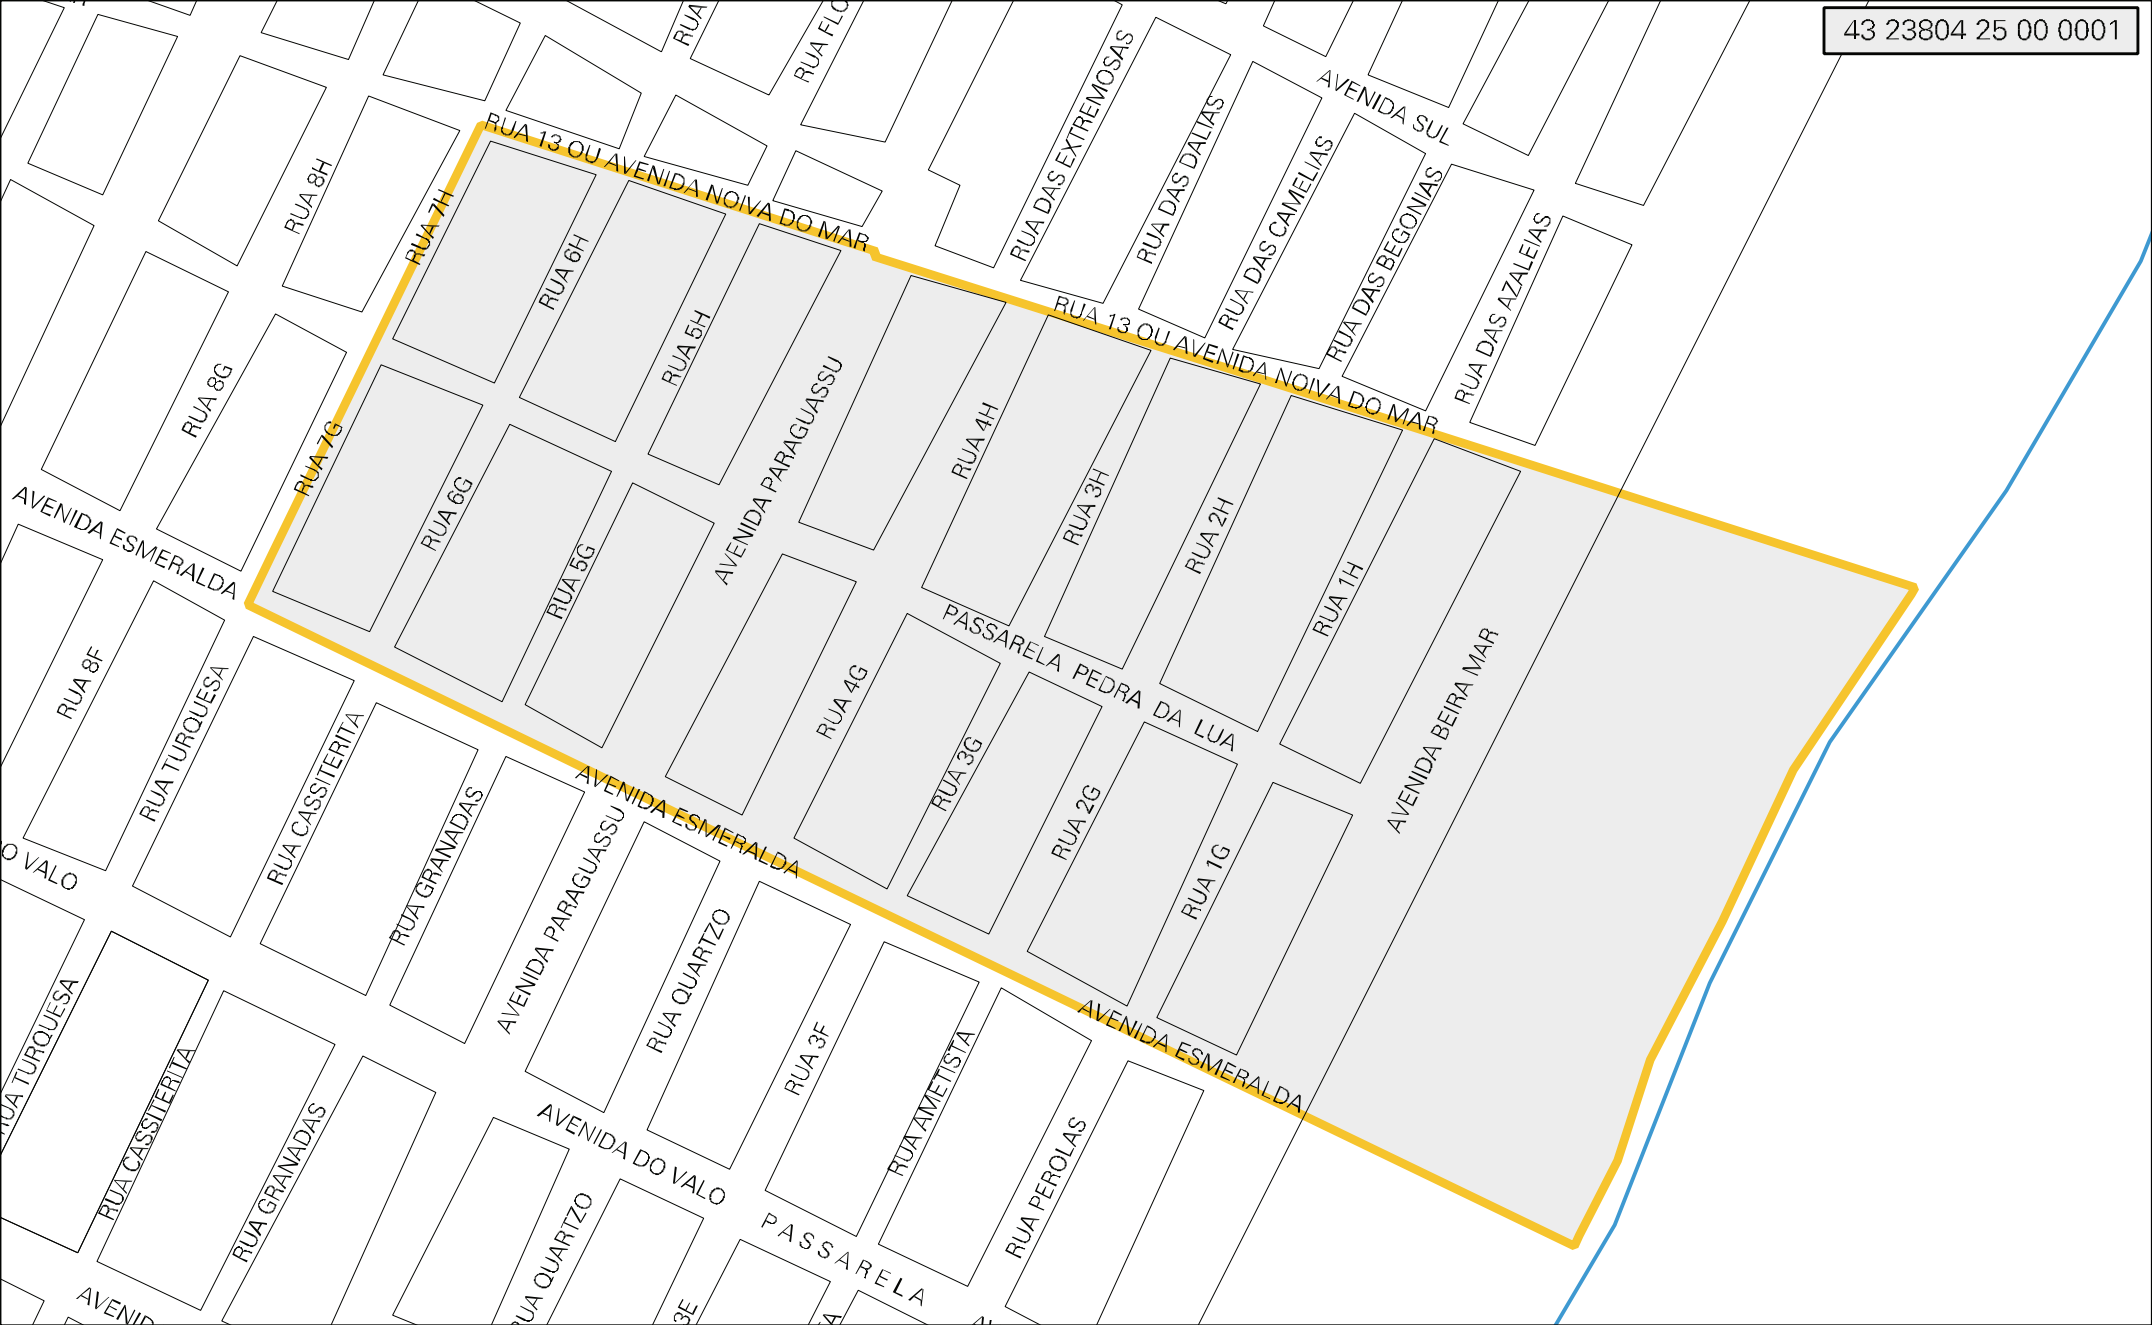 43 23804 25 00 0001
RUA FLO
RUA
AVENIDA SUL
RUA DAS EXTREMOSAS
RUA DAS DALIAS
RUA DAS CAMELIAS
RUA DAS BEGONIAS
RUA DAS AZALEIAS
RUA 13 OU AVENIDA NOIVA DO MAR
RUA 8H
RUA 7H
RUA 6H
RUA 5H
RUA 13 OU AVENIDA NOIVA DO MAR
AVENIDA PARAGUASSU
RUA 4H
RUA 3H
RUA 2H
RUA 1H
RUA 8G
RUA 7G
RUA 6G
RUA 5G
AVENIDA ESMERALDA
PASSARELA PEDRA DA LUA
AVENIDA BEIRA MAR
RUA 4G
RUA 3G
RUA 2G
RUA 1G
RUA 8F
RUA TURQUESA
RUA CASSITERITA
RUA GRANADAS
AVENIDA PARAGUASSU
AVENIDA ESMERALDA
O VALO
RUA QUARTZO
RUA 3F
RUA AMETISTA
AVENIDA ESMERALDA
RUA PEROLAS
RUA TURQUESA
RUA CASSITERITA
RUA GRANADAS
AVENIDA DO VALO
PASSARELA
RUA QUARTZO
3E
AVENID